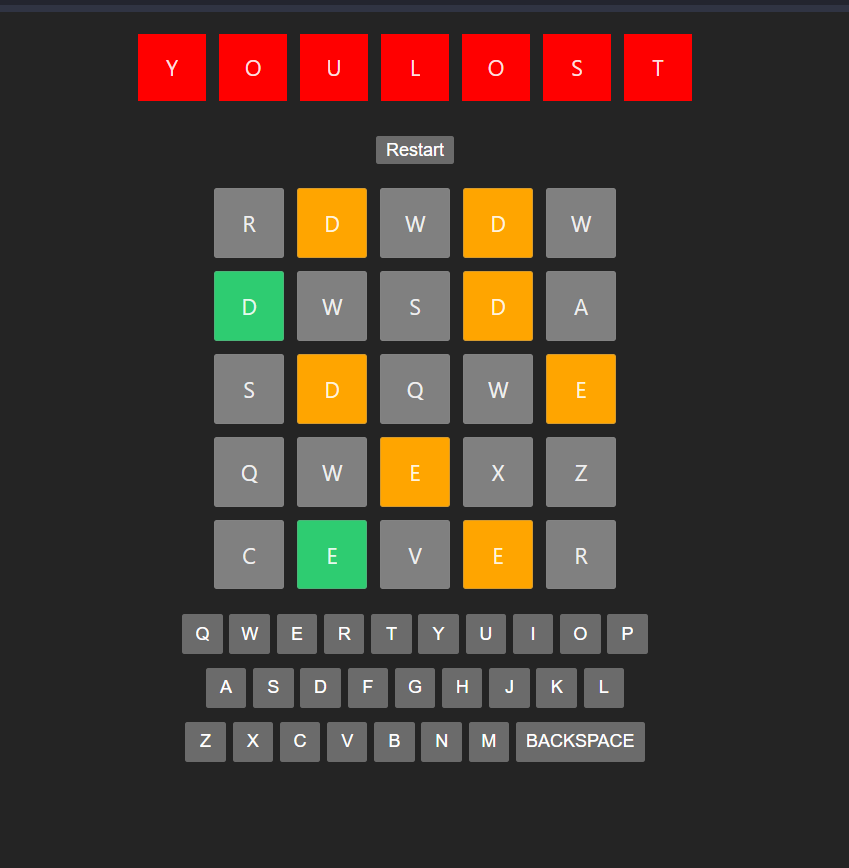 Y O U L O S T
Restart
R D W D W
D W S D A
S D Q W E
Q W E X Z
C E V E R
Q W E R T Y U I O P
A S D F G H J K L
Z X C V B N M BACKSPACE